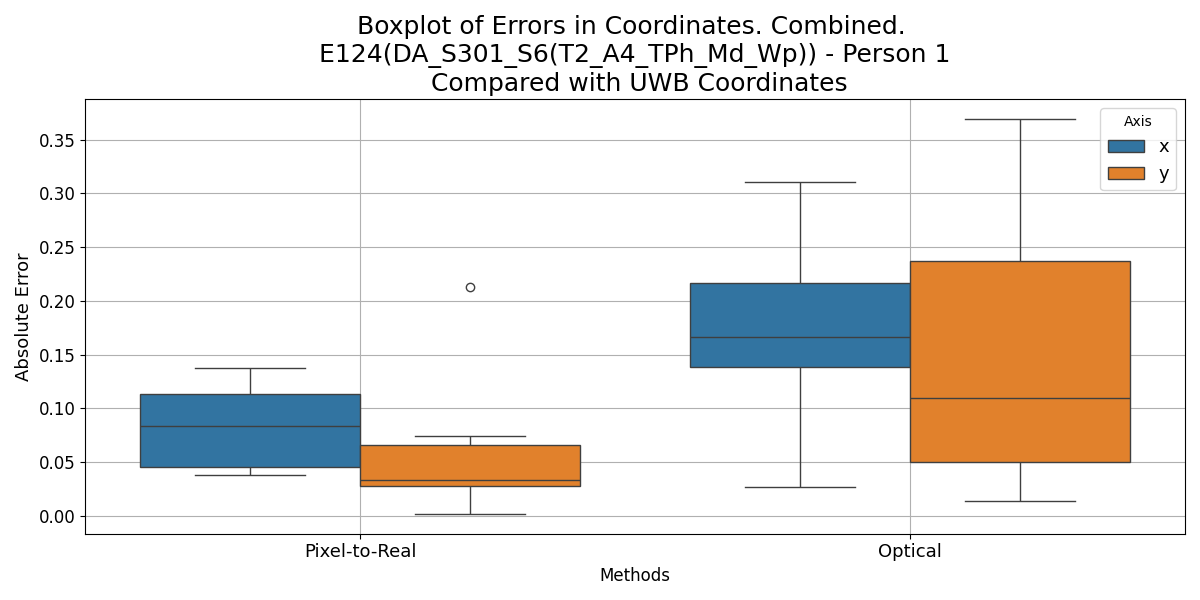 Boxplot of Errors in Coordinates. Combined.
E124(DA_S301_S6(T2_A4_TPh_Md_Wp)) - Person 1
Compared with UWB Coordinates
Absolute Error
0.35
0.30
0.25
0.20
0.15
0.10
0.05
0.00
Axis
x
y
Pixel-to-Real
Optical
Methods